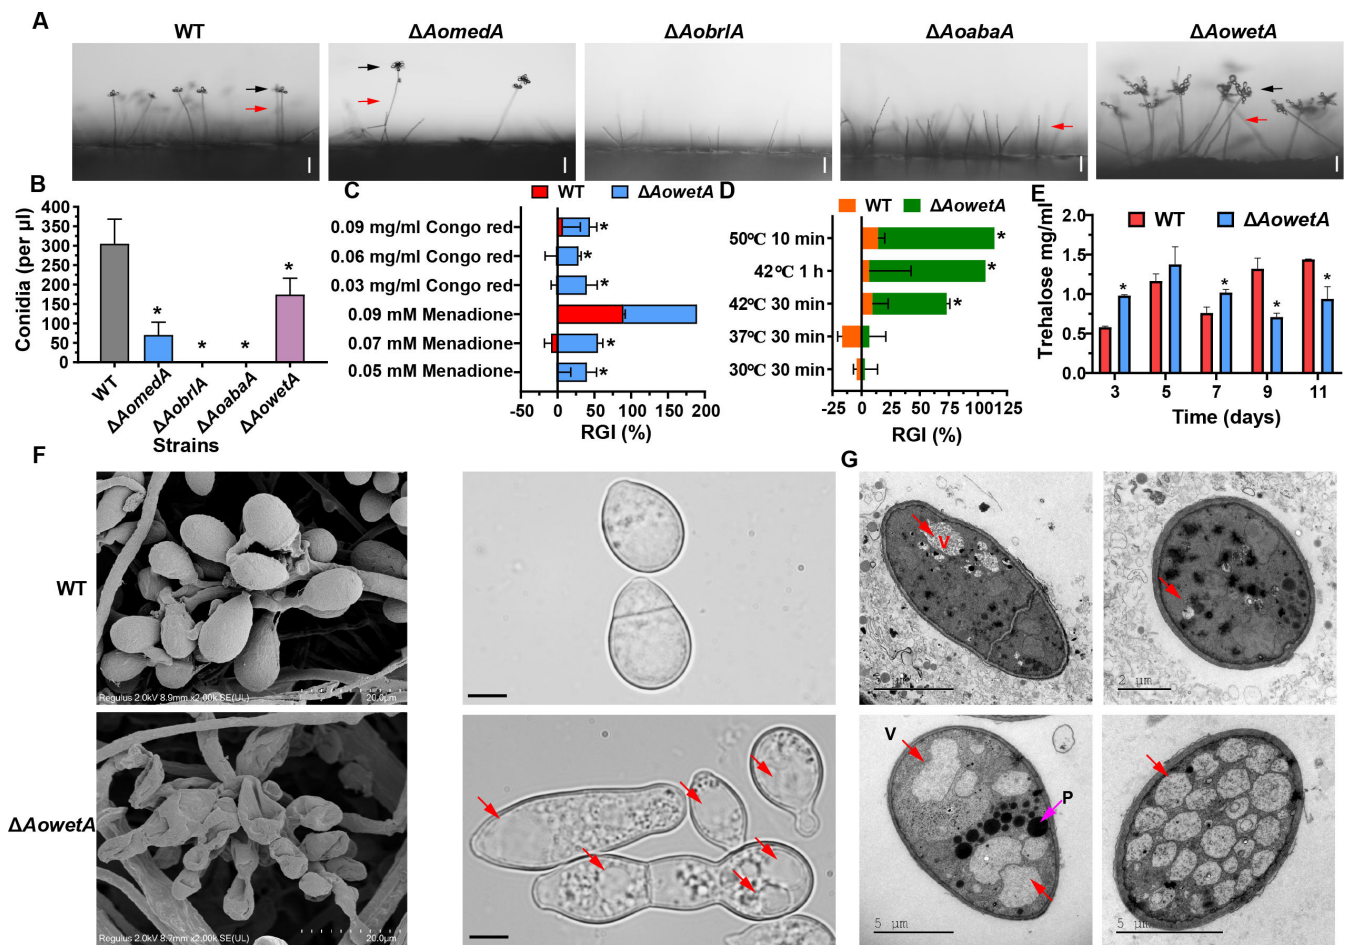 A
WT
ΔAomedA
ΔAobrlA
ΔAoabaA
ΔAowetA
B
Conidia (per µl)
400
350
300
250
200
150
100
50
0
*
*
*
*
WT
ΔAomedA
ΔAobrlA
ΔAoabaA
ΔAowetA
Strains
C
WT
ΔAowetA
0.09 mg/ml Congo red
*
0.06 mg/ml Congo red
*
0.03 mg/ml Congo red
*
0.09 mM Menadione
0.07 mM Menadione
*
0.05 mM Menadione
*
-50 0 50 100 150 200
RGI (%)
D
WT
ΔAowetA
50℃ 10 min
*
42℃ 1 h
*
42℃ 30 min
*
37℃ 30 min
30℃ 30 min
-25 0 25 50 75 100 125
RGI (%)
E
Trehalose mg/ml
2.0
1.5
1.0
0.5
0.0
WT
ΔAowetA
*
*
*
*
3 5 7 9 11
Time (days)
F
WT
Regulus 2.0kV 8.9mm x2.00k SE(UL)
20.0µm
ΔAowetA
Regulus 2.0kV 8.7mm x2.00k SE(UL)
20.0µm
G
V
2 µm
V
P
5 µm
5 µm